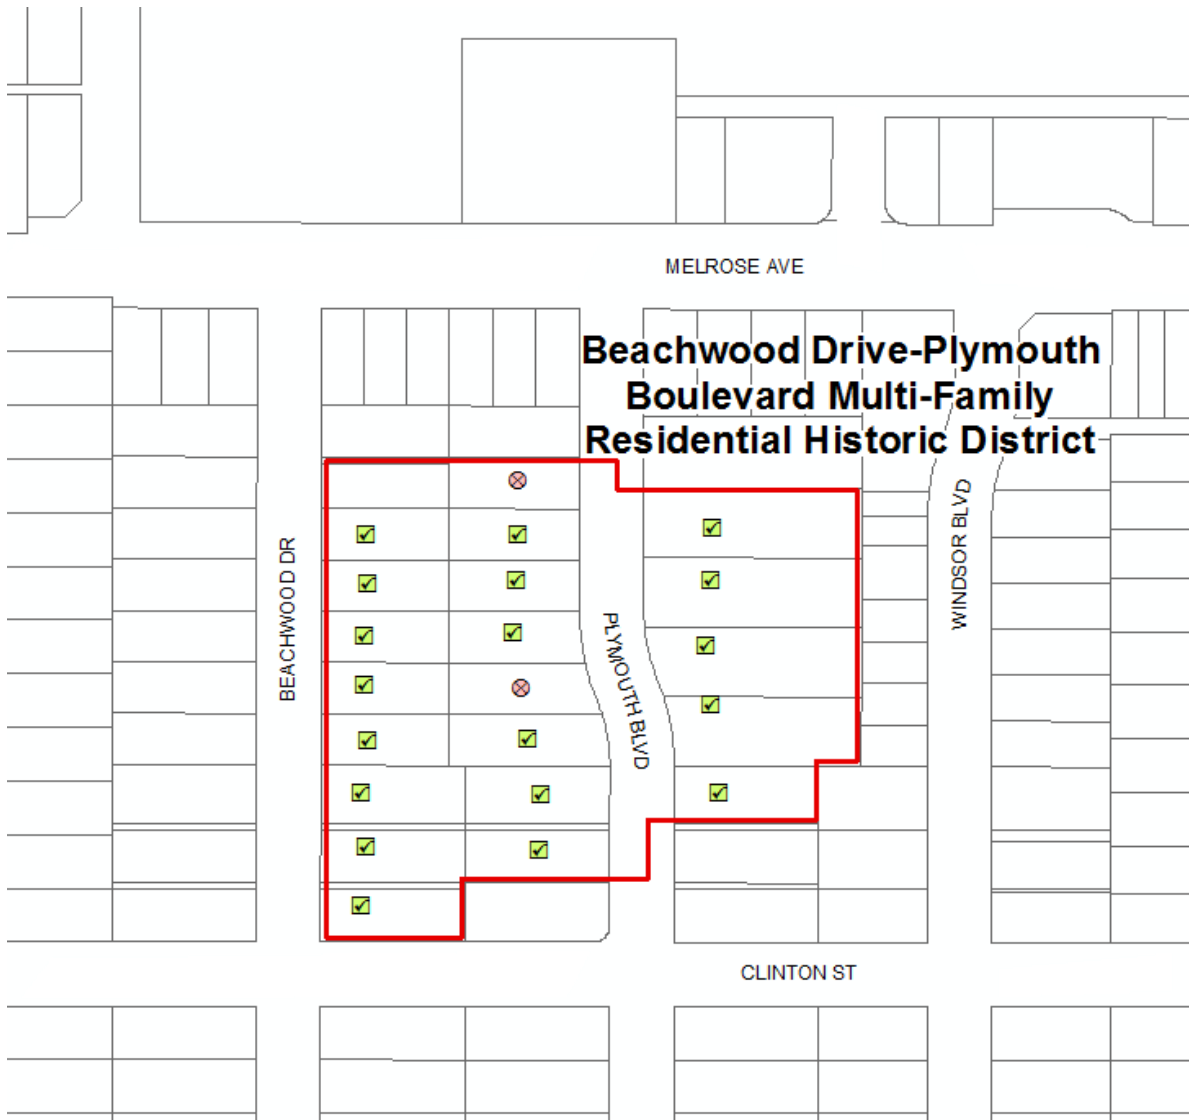 MELROSE AVE
Beachwood Drive-Plymouth
Boulevard Multi-Family
Residential Historic District
BEACHWOOD DR
PLYMOUTH BLVD
WINDSOR BLVD
CLINTON ST